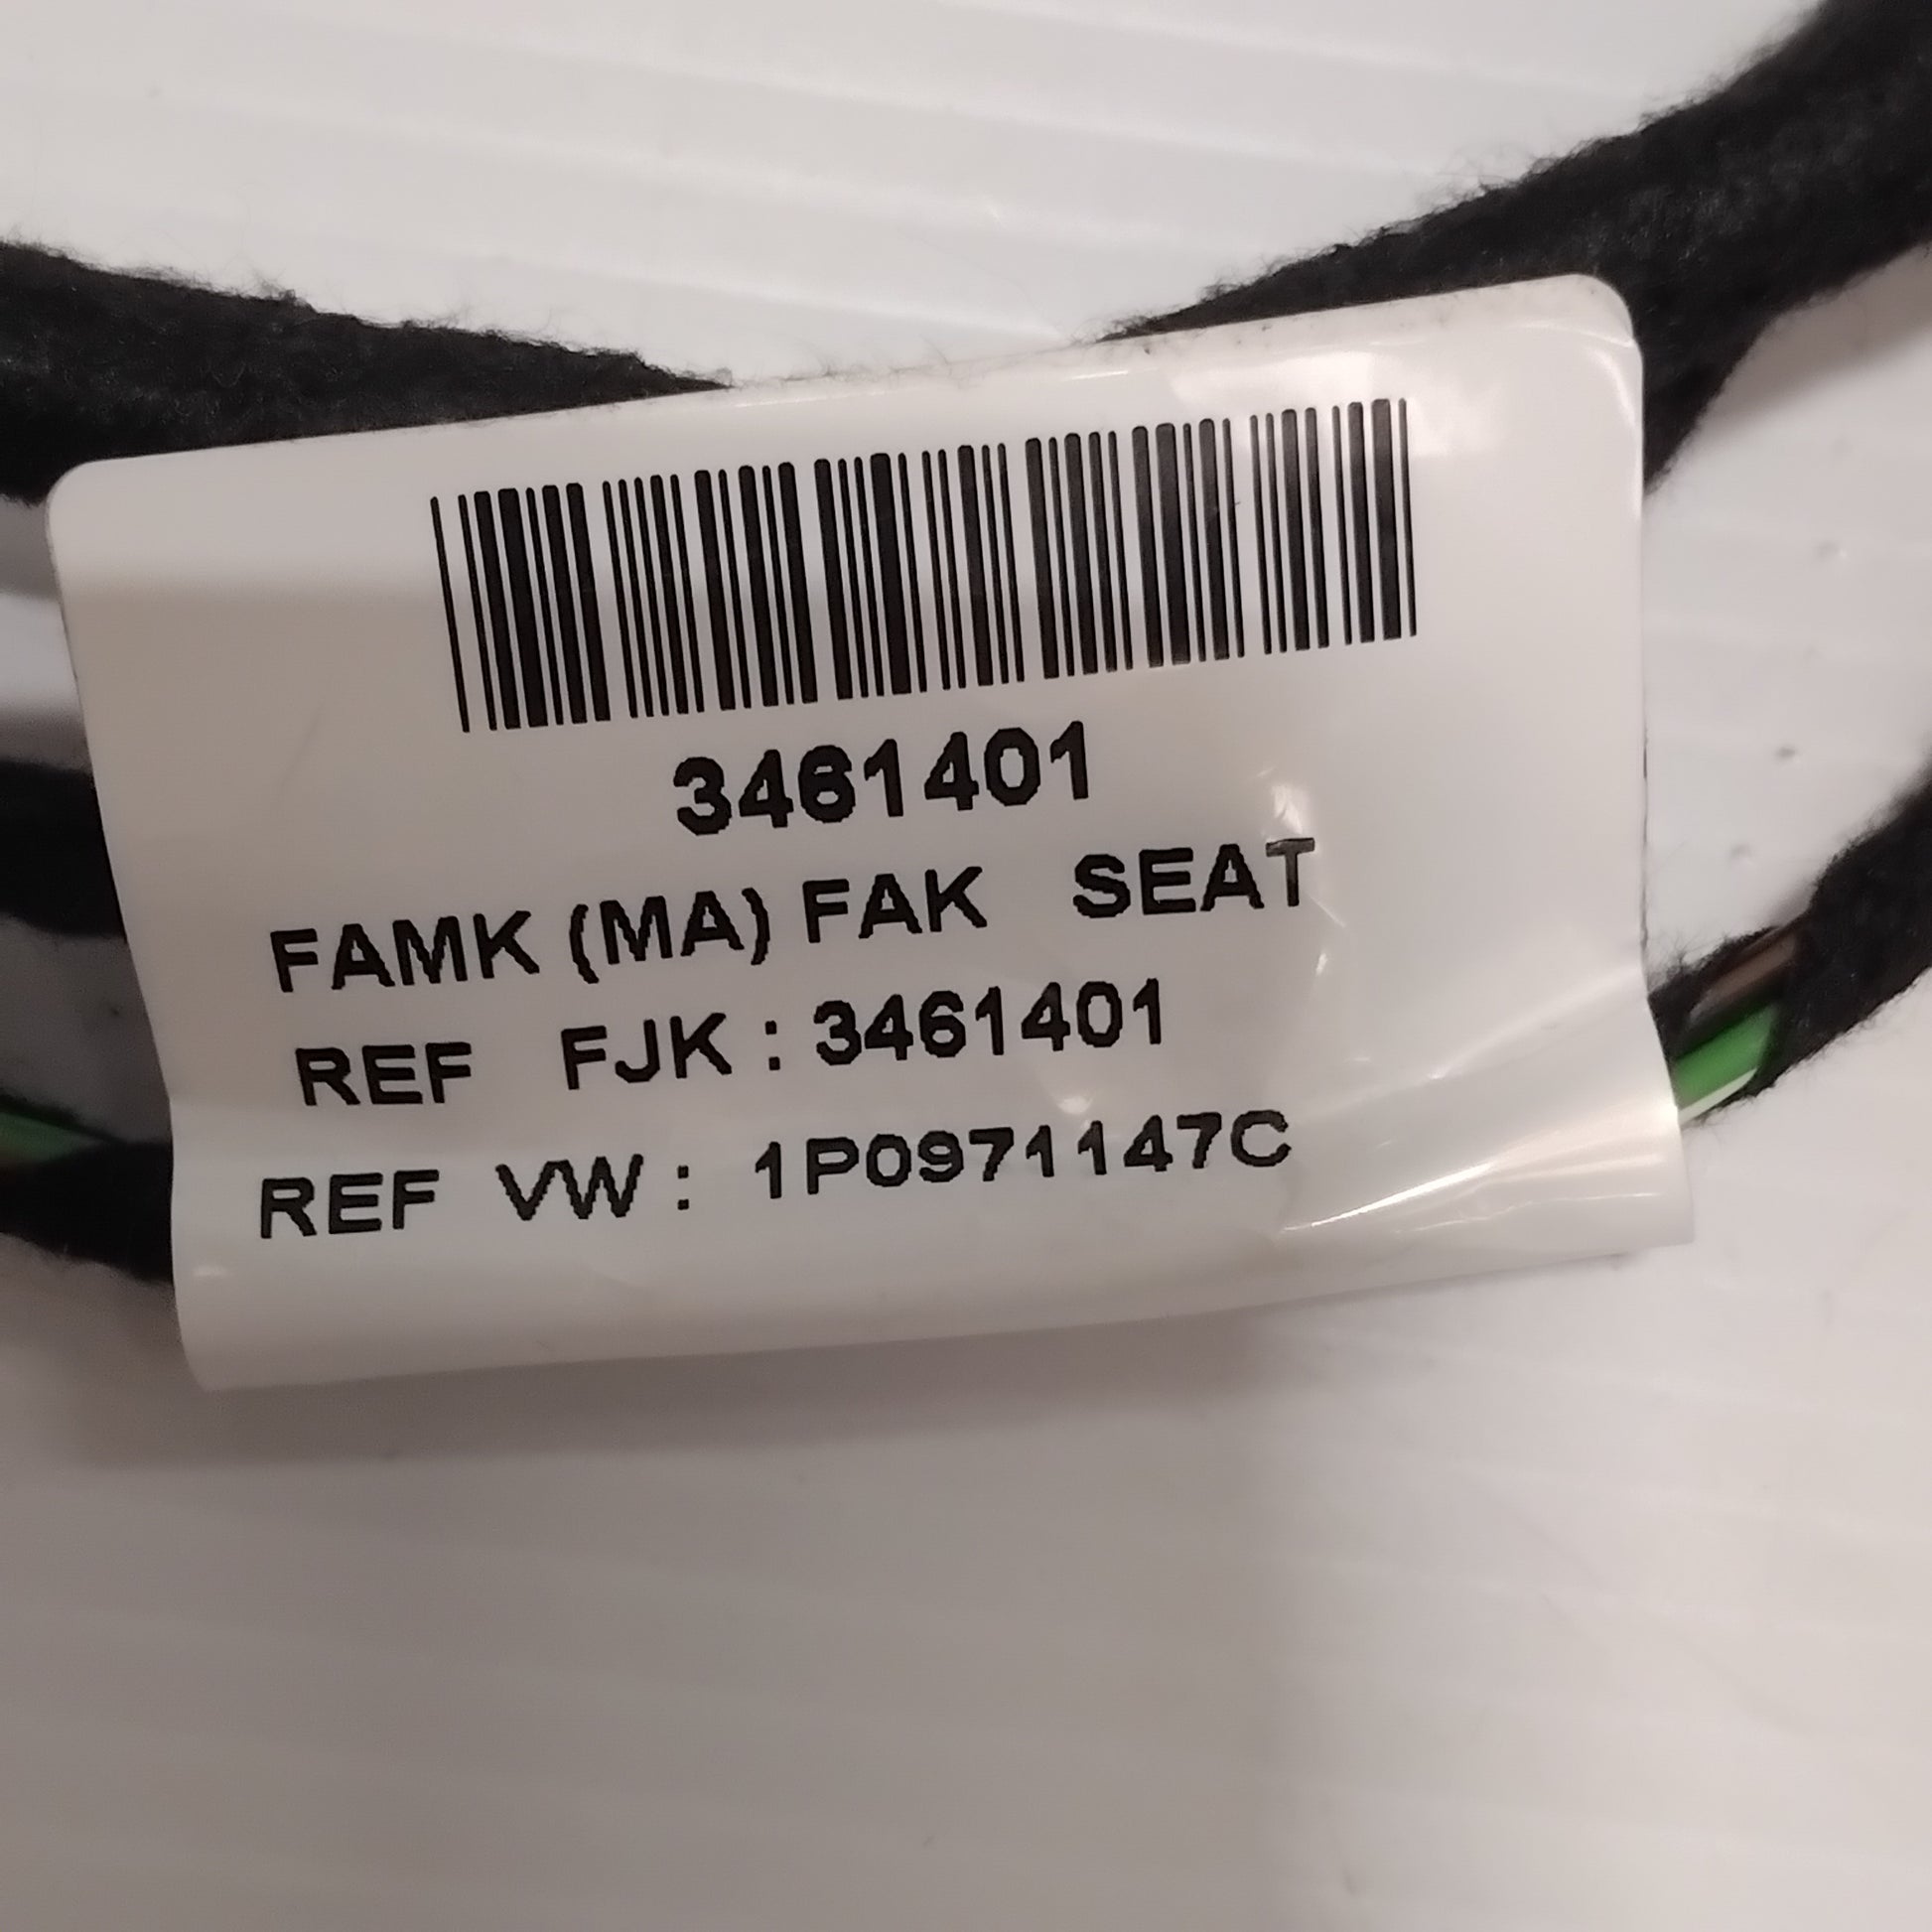 3461401
FAMK (MA) FAK SEAT
REF FJK : 3461401
REF VW : 1P0971147C